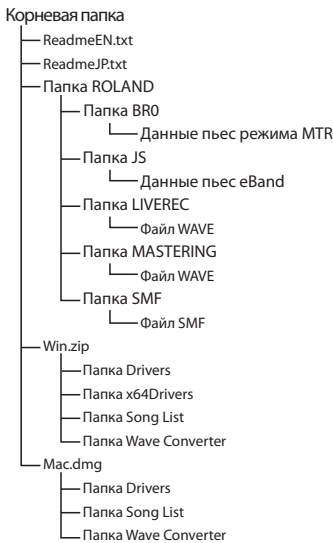 Корневая папка
ReadmeEN.txt
ReadmeJP.txt
Папка ROLAND
Папка BR0
Данные пьес режима MTR
Папка JS
Данные пьес eBand
Папка LIVEREC
Файл WAVE
Папка MASTERING
Файл WAVE
Папка SMF
Файл SMF
Win.zip
Папка Drivers
Папка x64Drivers
Папка Song List
Папка Wave Converter
Mac.dmg
Папка Drivers
Папка Song List
Папка Wave Converter